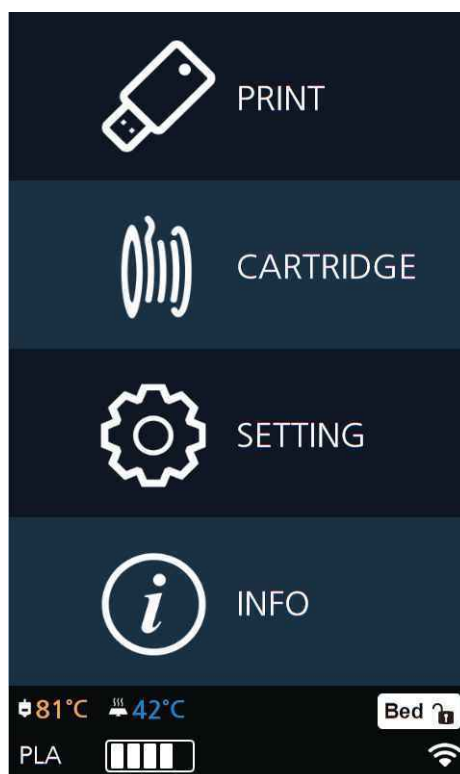 PRINT
CARTRIDGE
SETTING
INFO
81°C 42°C Bed
PLA